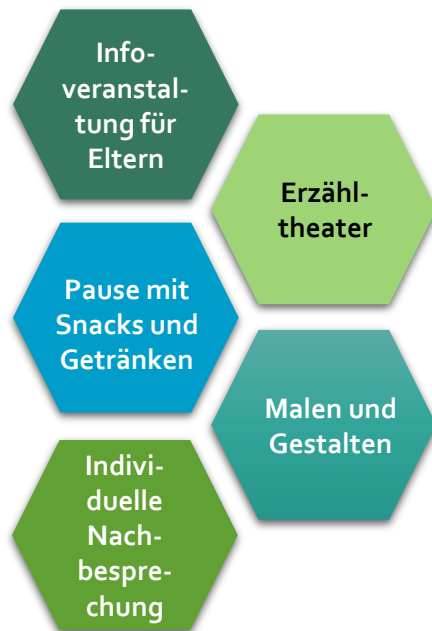 Info-
veranstal-
tung für
Eltern
Erzähl-
theater
Pause mit
Snacks und
Getränken
Malen und
Gestalten
Indivi-
duelle
Nach-
bespre-
chung